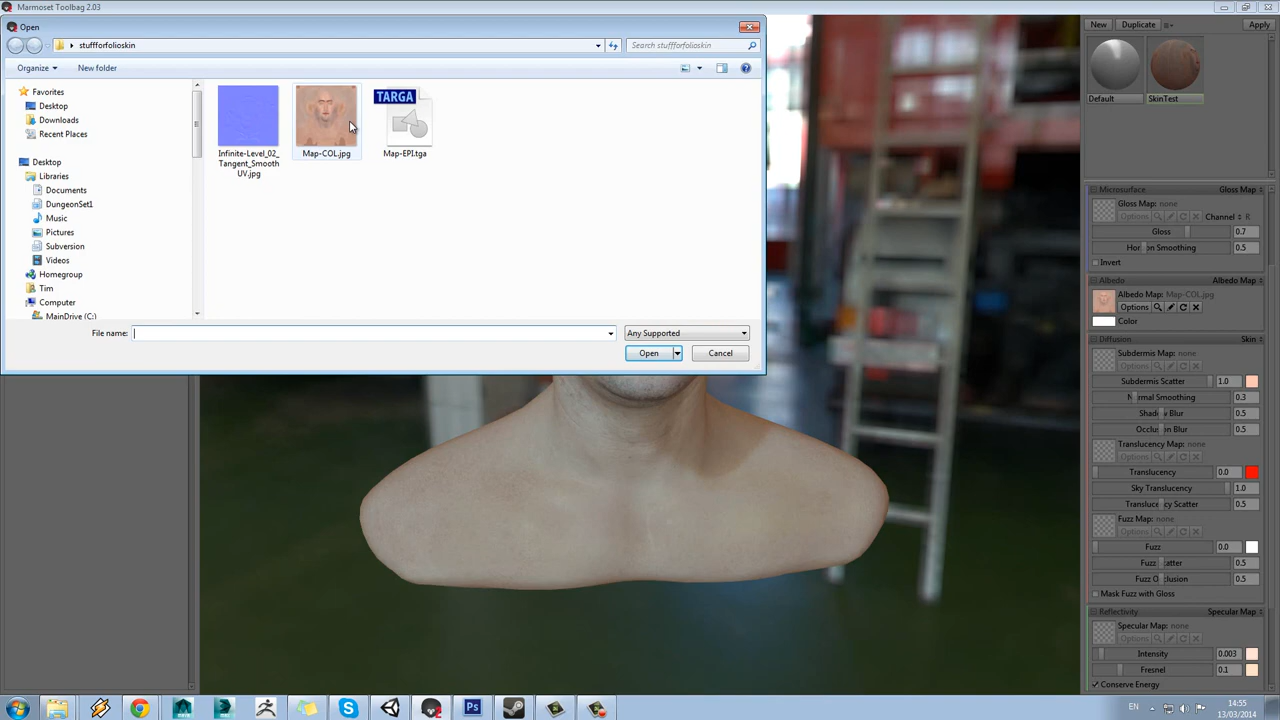 Marmoset Toolbag 2.03
Open
stuffforfolioskin
Search stuffforfolioskin
Organize
New folder
Favorites
Desktop
Downloads
Recent Places
Desktop
Libraries
Documents
DungeonSet1
Music
Pictures
Subversion
Videos
Homegroup
Tim
Computer
MainDrive (C:)
Infinite-Level_02_
Tangent_Smooth
UV.jpg
Map-COL.jpg
TARGA
Map-EPI.tga
File name:
Any Supported
Open
Cancel
New Duplicate Apply
Default SkinTest
Microsurface Gloss Map
Gloss Map: none
Options Channel R
Gloss 0.7
Smoothing 0.5
Invert
Albedo Albedo Map
Albedo Map: Map-COL.jpg
Options
Color
Diffusion Skin
Subdermis Map: none
Options
Subdermis Scatter 1.0
Smoothing 0.3
Blur 0.5
Blur 0.5
Translucency Map: none
Options
Translucency 0.0
Sky Translucency 1.0
Scatter 0.5
Fuzz Map: none
Options
Fuzz 0.0
Fuzz 0.5
Fuzz 0.5
Mask Fuzz with Gloss
Reflectivity Specular Map
Specular Map: none
Options
Intensity 0.003
Fresnel 0.1
Conserve Energy
EN
14:55
13/03/2014